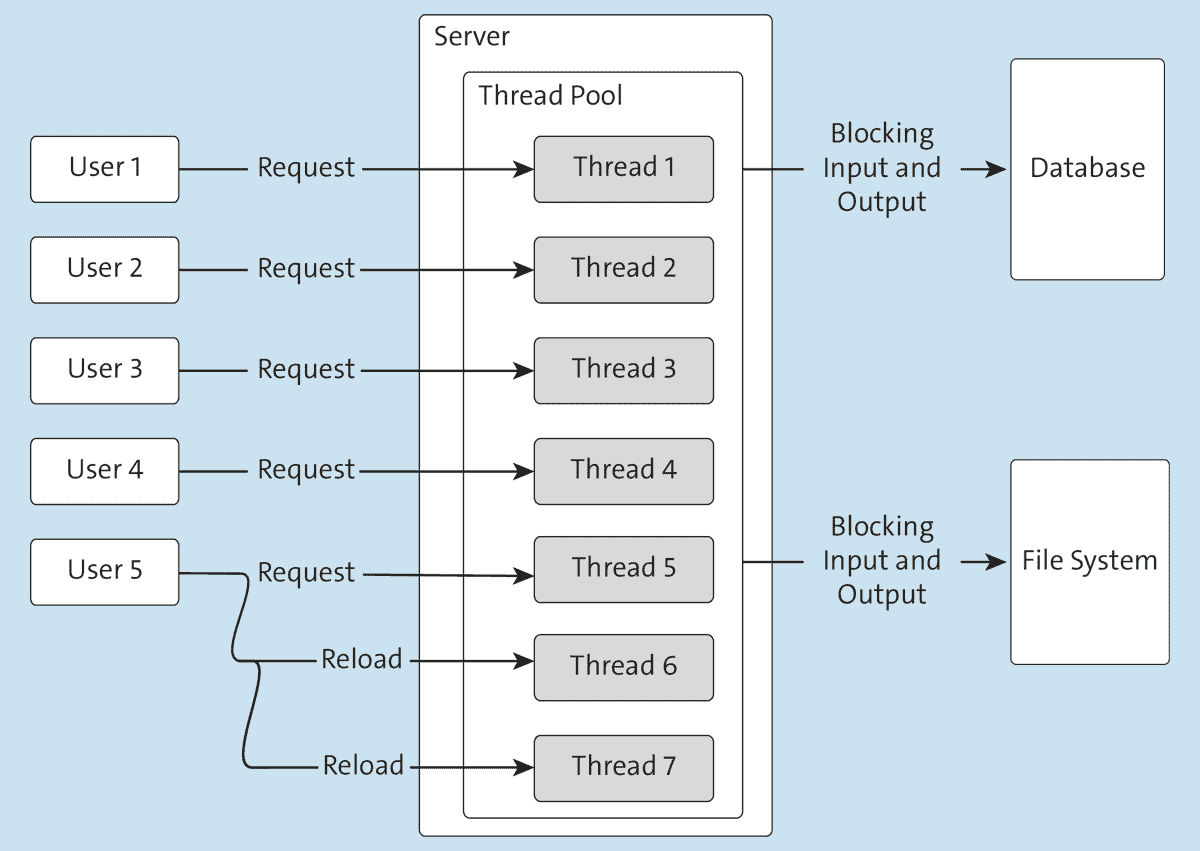 Server
Thread Pool
User 1
Request
Thread 1
Blocking
Input and
Output
Database
User 2
Request
Thread 2
User 3
Request
Thread 3
User 4
Request
Thread 4
User 5
Request
Thread 5
Blocking
Input and
Output
File System
Reload
Thread 6
Reload
Thread 7